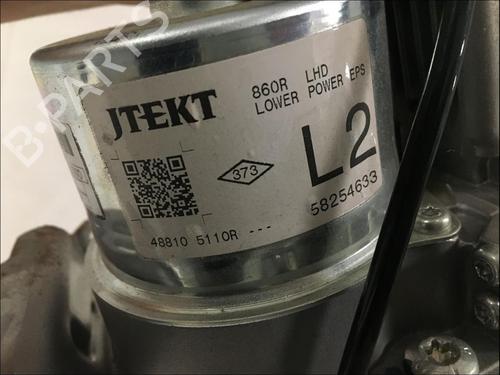 B-PARTS
JTEKT
860R LHD
LOWER POWER EPS
373
L2
58254633
48810 5110R ---